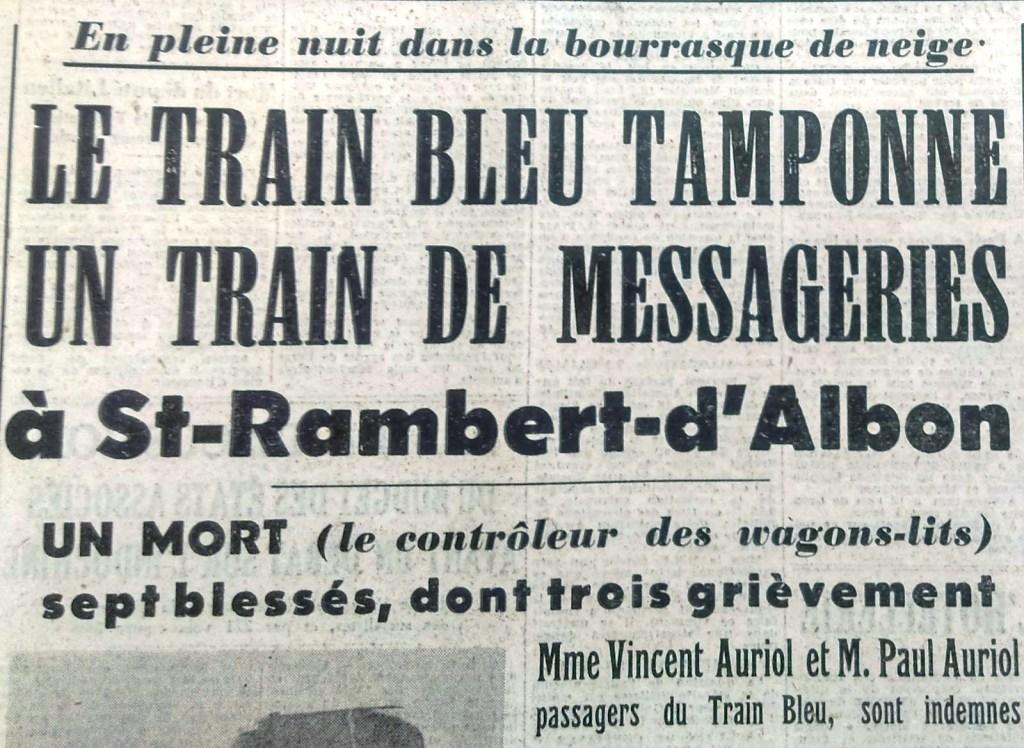 En pleine nuit dans la bourrasque de neige
LE TRAIN BLEU TAMPONNE
UN TRAIN DE MESSAGERIES
à St-Rambert-d'Albon
UN MORT (le contrôleur des wagons-lits)
sept blessés, dont trois grièvement
Mme Vincent Auriol et M. Paul Auriol
passagers du Train Bleu, sont indemnes